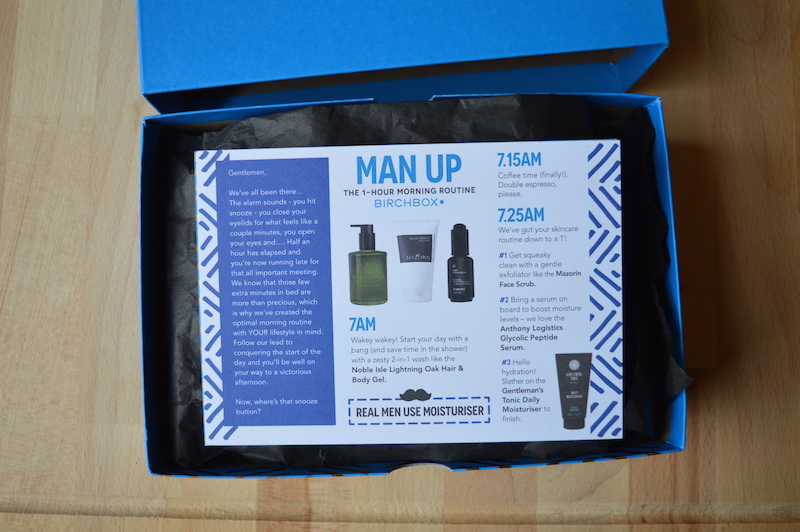 Gentlemen,
We've all been there...
The alarm sounds - you hit
snooze - you close your
eyelids for what feels like a
couple minutes, you open
your eyes and.... Half an
hour has elapsed and
you're now running late for
that all important meeting.
We know that those few
extra minutes in bed are
more than precious, which
is why we've created the
optimal morning routine
with YOUR lifestyle in mind.
Follow our lead to
conquering the start of the
day and you'll be well on
your way to a victorious
afternoon.
Now, where's that snooze
button?
MAN UP
THE 1-HOUR MORNING ROUTINE
BIRCHBOX
7AM
Wakey wakey! Start your day with a
bang (and save time in the shower)
with a zesty 2-in-1 wash like the
Noble Isle Lightning Oak Hair &
Body Gel.
REAL MEN USE MOISTURISER
7.15AM
Coffee time (finally!).
Double espresso,
please.
7.25AM
We've got your skincare
routine down to a T!
#1 Get squeaky
clean with a gentle
exfoliator like the Mazorin
Face Scrub.
#2 Bring a serum on
board to boost moisture
levels – we love the
Anthony Logistics
Glycolic Peptide
Serum.
#3 Hello
hydration!
Slather on the
Gentleman's
Tonic Daily
Moisturiser to
finish.